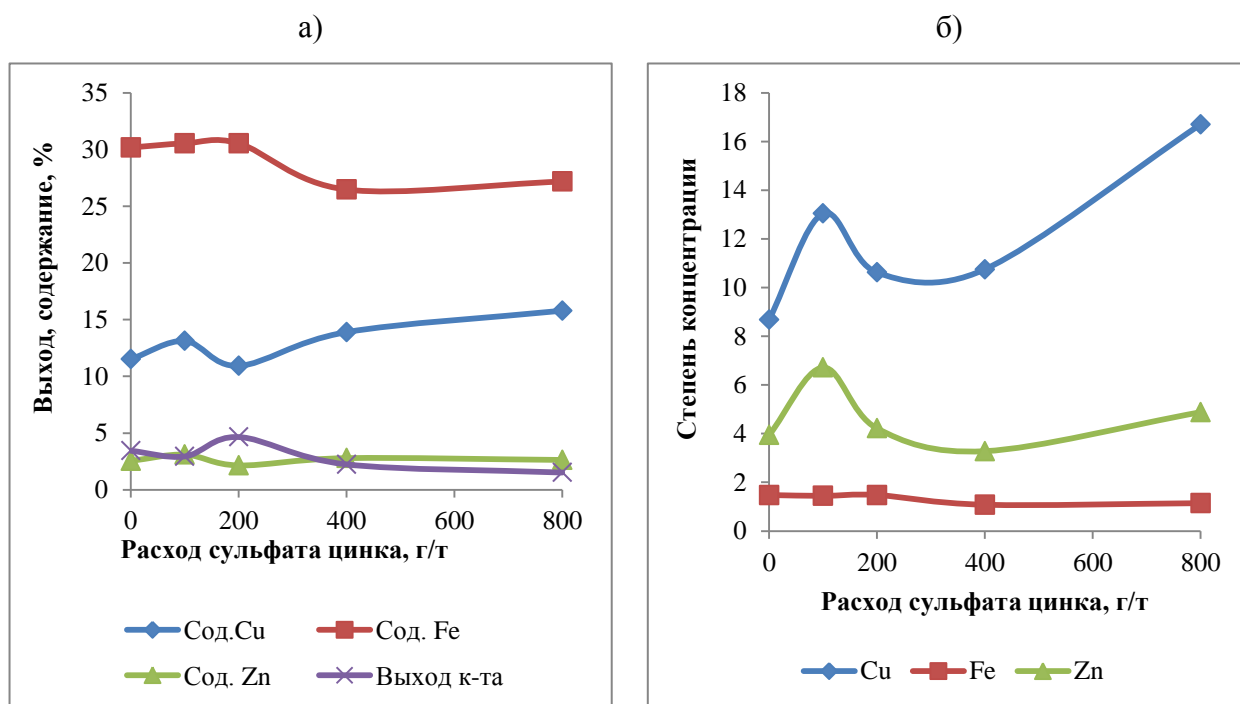 а)
б)
Выход, содержание, %
35
30
25
20
15
10
5
0
0
200
400
600
800
Расход сульфата цинка, г/т
Сод.Cu
Сод. Fe
Сод. Zn
Выход к-та
Степень концентрации
18
16
14
12
10
8
6
4
2
0
0
200
400
600
800
Расход сульфата цинка, г/т
Cu
Fe
Zn